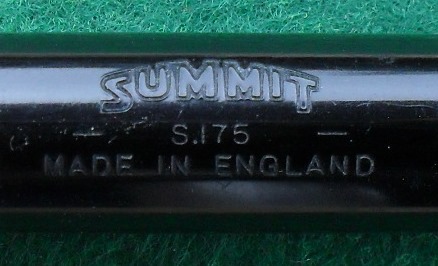 SUMMIT
— S.175 —
MADE IN ENGLAND